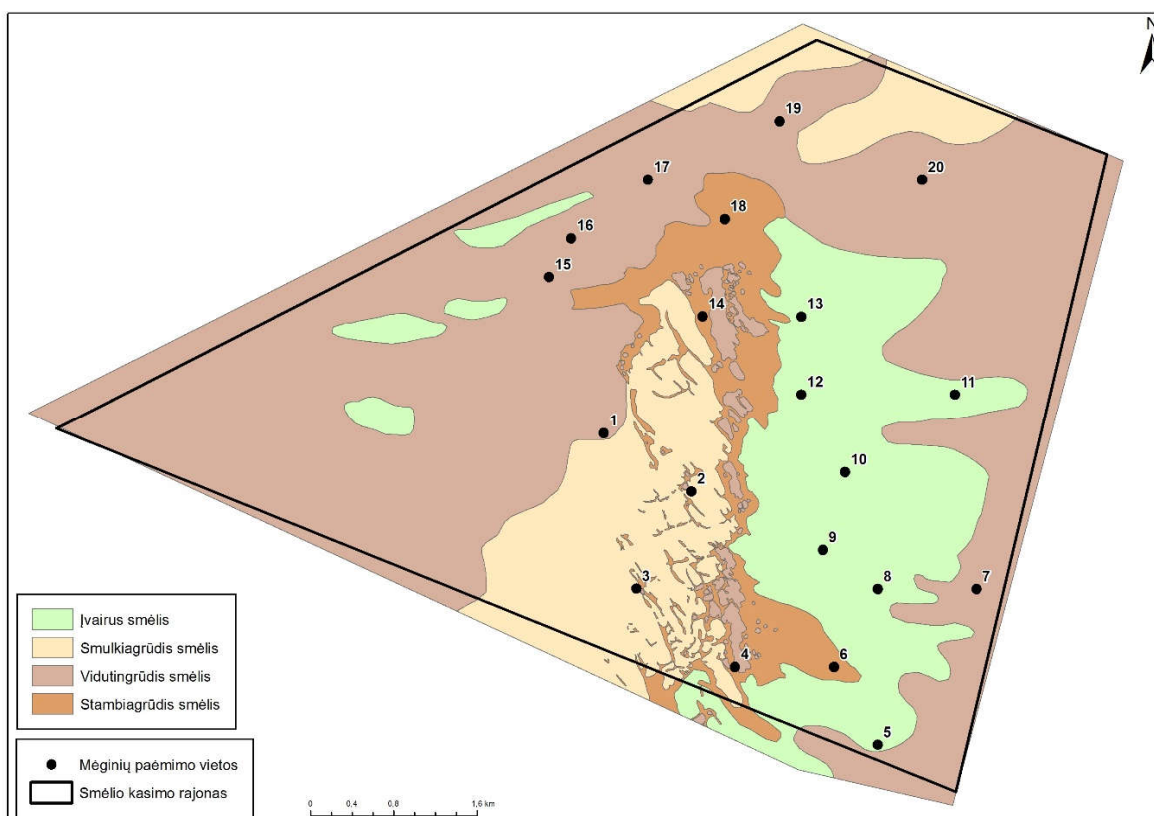 N
19
17
20
18
16
15
14
13
12
11
1
10
2
9
3
8
7
4
6
5
Įvairus smėlis
Smulkiagrūdis smėlis
Vidutingrūdis smėlis
Stambiagrūdis smėlis
Mėginių paėmimo vietos
Smėlio kasimo rajonas
0 0,4 0,8 1,6 km